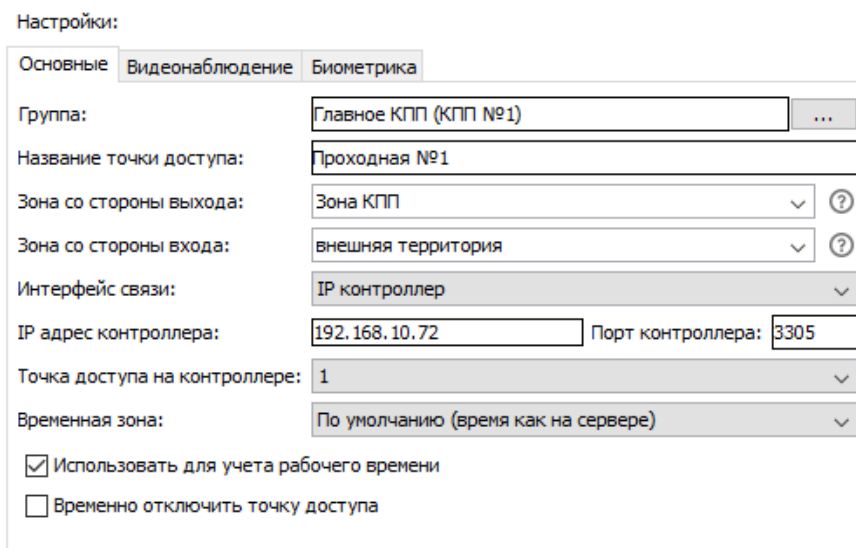 Настройки:
Основные Видеонаблюдение Биометрика
Группа: Главное КПП (КПП №1) ...
Название точки доступа: Проходная №1
Зона со стороны выхода: Зона КПП ?
Зона со стороны входа: внешняя территория ?
Интерфейс связи: IP контроллер
IP адрес контроллера: 192.168.10.72 Порт контроллера: 3305
Точка доступа на контроллере: 1
Временная зона: По умолчанию (время как на сервере)
Использовать для учета рабочего времени
Временно отключить точку доступа